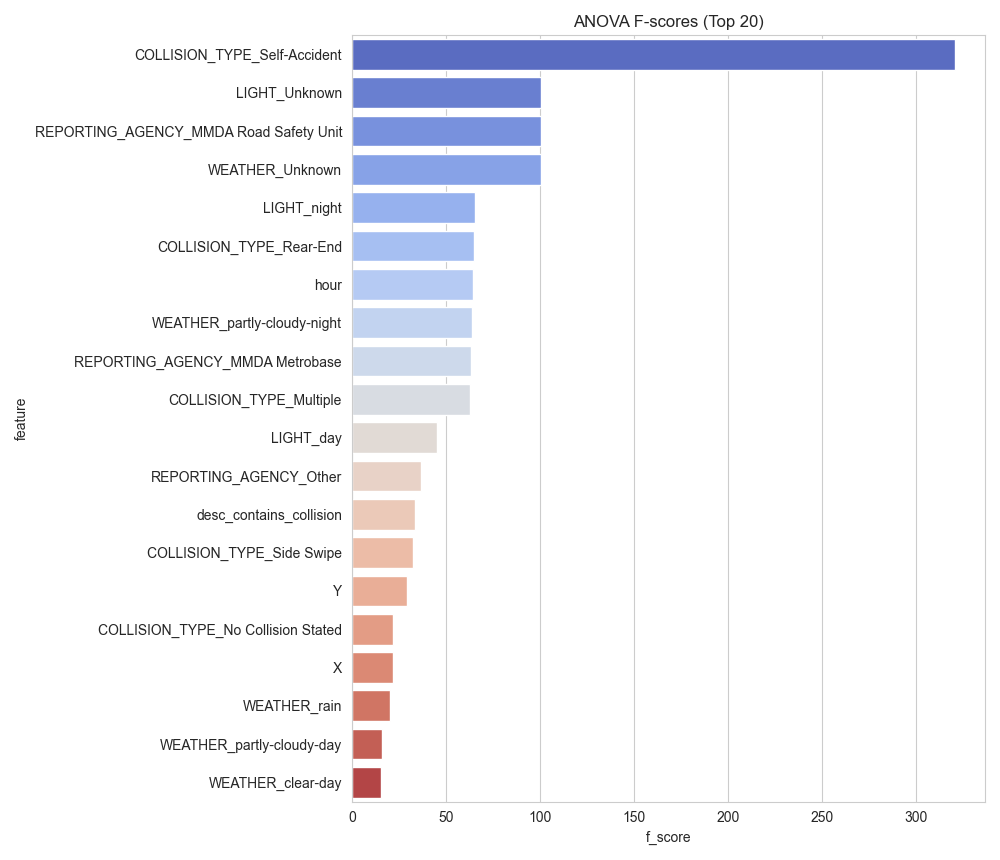 ANOVA F-scores (Top 20)
COLLISION_TYPE_Self-Accident
LIGHT_Unknown
REPORTING_AGENCY_MMDA Road Safety Unit
WEATHER_Unknown
LIGHT_night
COLLISION_TYPE_Rear-End
hour
WEATHER_partly-cloudy-night
REPORTING_AGENCY_MMDA Metrobase
COLLISION_TYPE_Multiple
LIGHT_day
REPORTING_AGENCY_Other
desc_contains_collision
COLLISION_TYPE_Side Swipe
Y
COLLISION_TYPE_No Collision Stated
X
WEATHER_rain
WEATHER_partly-cloudy-day
WEATHER_clear-day
feature
0 50 100 150 200 250 300
f_score